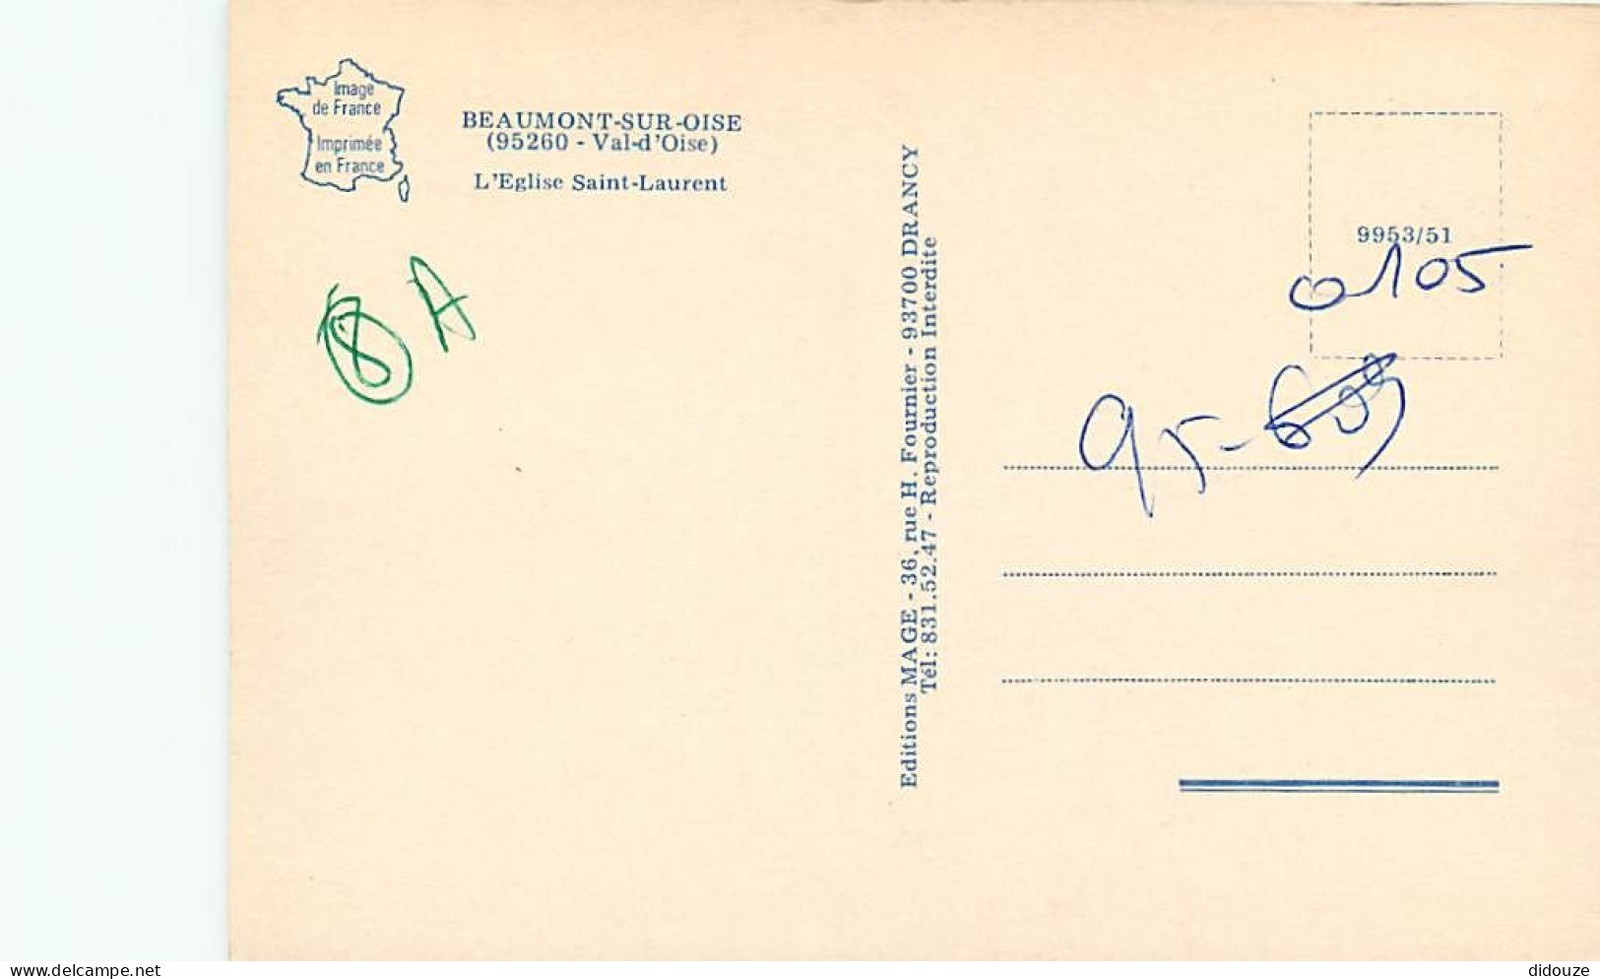 Image
de France
Imprimée
en France
BEAUMONT-SUR-OISE
(95260 - Val-d'Oise)
L'Eglise Saint-Laurent
8 A
Editions MAGE - 36, rue H. Fournier - 93700 DRANCY
Tél: 831.52.47 - Reproduction Interdite
9953/51
0105
95-
delcampe.net
didouze